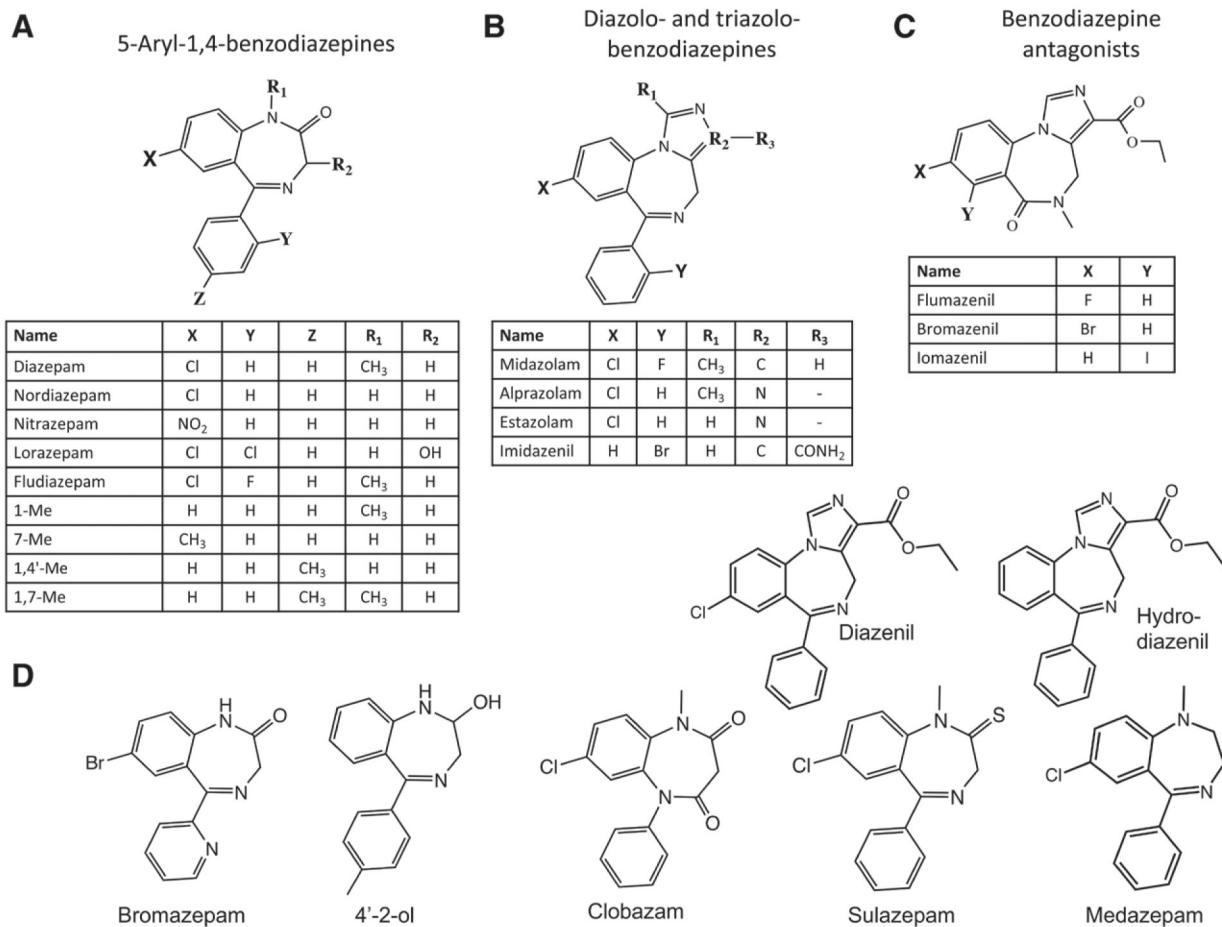 A
5-Aryl-1,4-benzodiazepines
R₁
N
O
X
R₂
N
Y
Z
Name X Y Z R₁ R₂
Diazepam Cl H H CH₃ H
Nordiazepam Cl H H H H
Nitrazepam NO₂ H H H H
Lorazepam Cl Cl H H OH
Fludiazepam Cl F H CH₃ H
1-Me H H H CH₃ H
7-Me CH₃ H H H H
1,4'-Me H H CH₃ H H
1,7-Me H H CH₃ CH₃ H
B
Diazolo- and triazolo-
benzodiazepines
R₁
N
R₂ R₃
N
X
N
Y
Name X Y R₁ R₂ R₃
Midazolam Cl F CH₃ C H
Alprazolam Cl H CH₃ N -
Estazolam Cl H H N -
Imidazenil H Br H C CONH₂
C
Benzodiazepine
antagonists
N
O
N
O
X
Y
N
O
Name X Y
Flumazenil F H
Bromazenil Br H
Iomazenil H I
N
O
N
O
Cl
N
Diazenil
N
O
N
O
N
Hydro-
diazenil
D
H
N
O
Br
N
N
Bromazepam
H
N
OH
N
4'-2-ol
N
O
Cl
N
O
Clobazam
N
S
Cl
N
Sulazepam
N
Cl
N
Medazepam